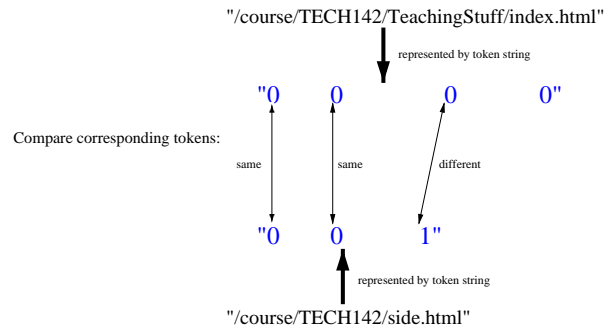 "/course/TECH142/TeachingStuff/index.html"
represented by token string
"0 0 0 0"
Compare corresponding tokens:
same same different
"0 0 1"
represented by token string
"/course/TECH142/side.html"